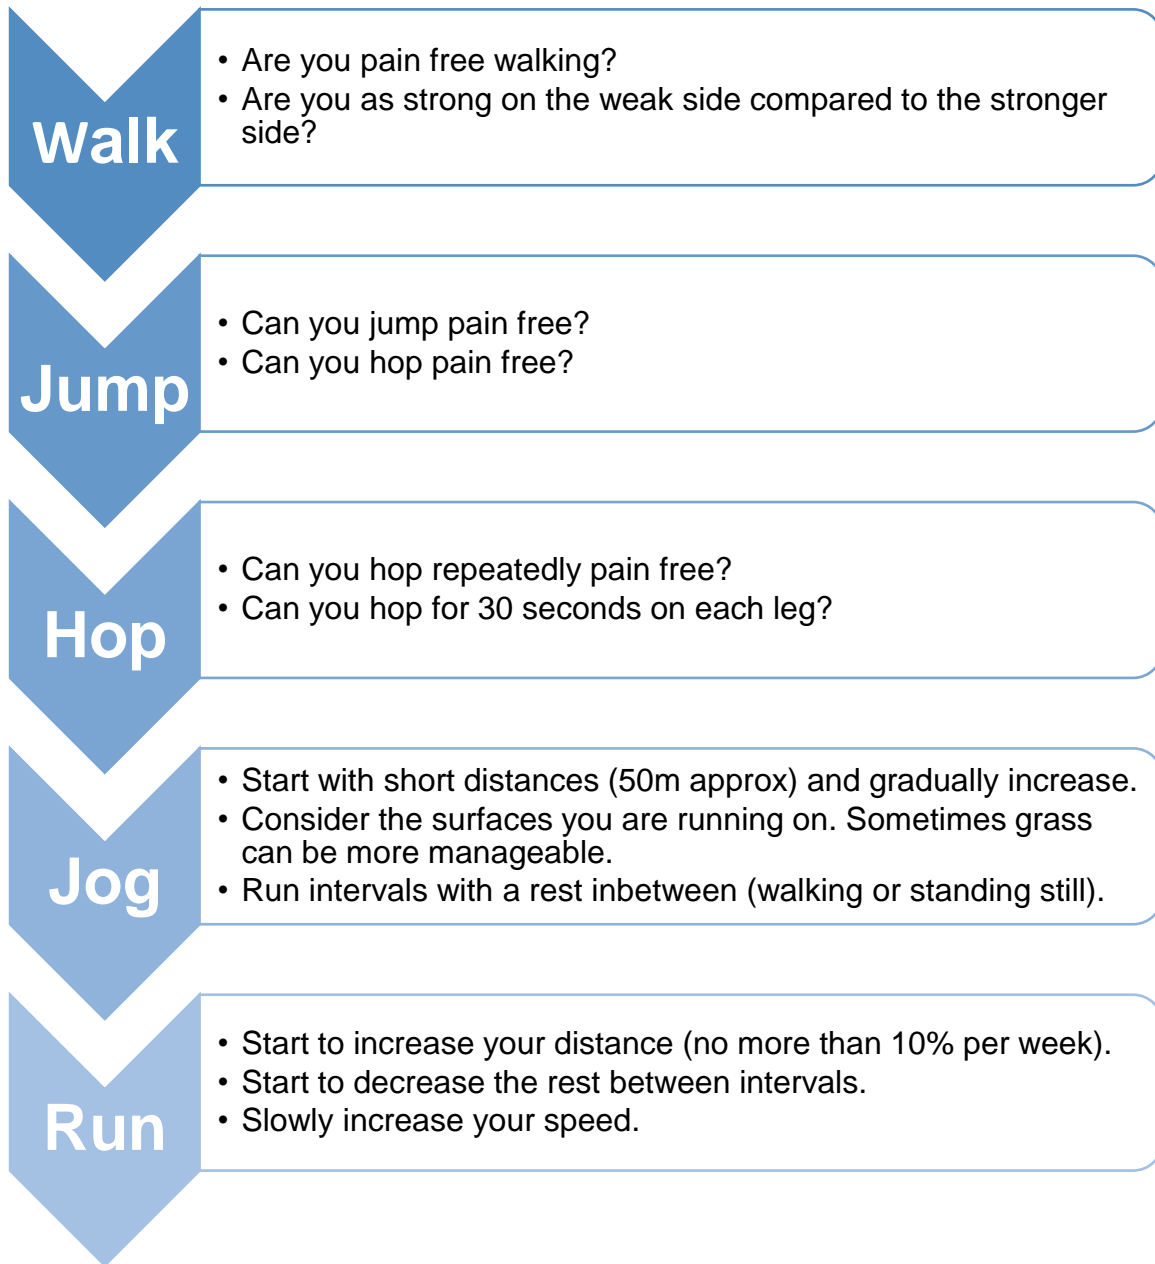 Walk
• Are you pain free walking?
• Are you as strong on the weak side compared to the stronger
side?
Jump
• Can you jump pain free?
• Can you hop pain free?
Hop
• Can you hop repeatedly pain free?
• Can you hop for 30 seconds on each leg?
Jog
• Start with short distances (50m approx) and gradually increase.
• Consider the surfaces you are running on. Sometimes grass
can be more manageable.
• Run intervals with a rest inbetween (walking or standing still).
Run
• Start to increase your distance (no more than 10% per week).
• Start to decrease the rest between intervals.
• Slowly increase your speed.